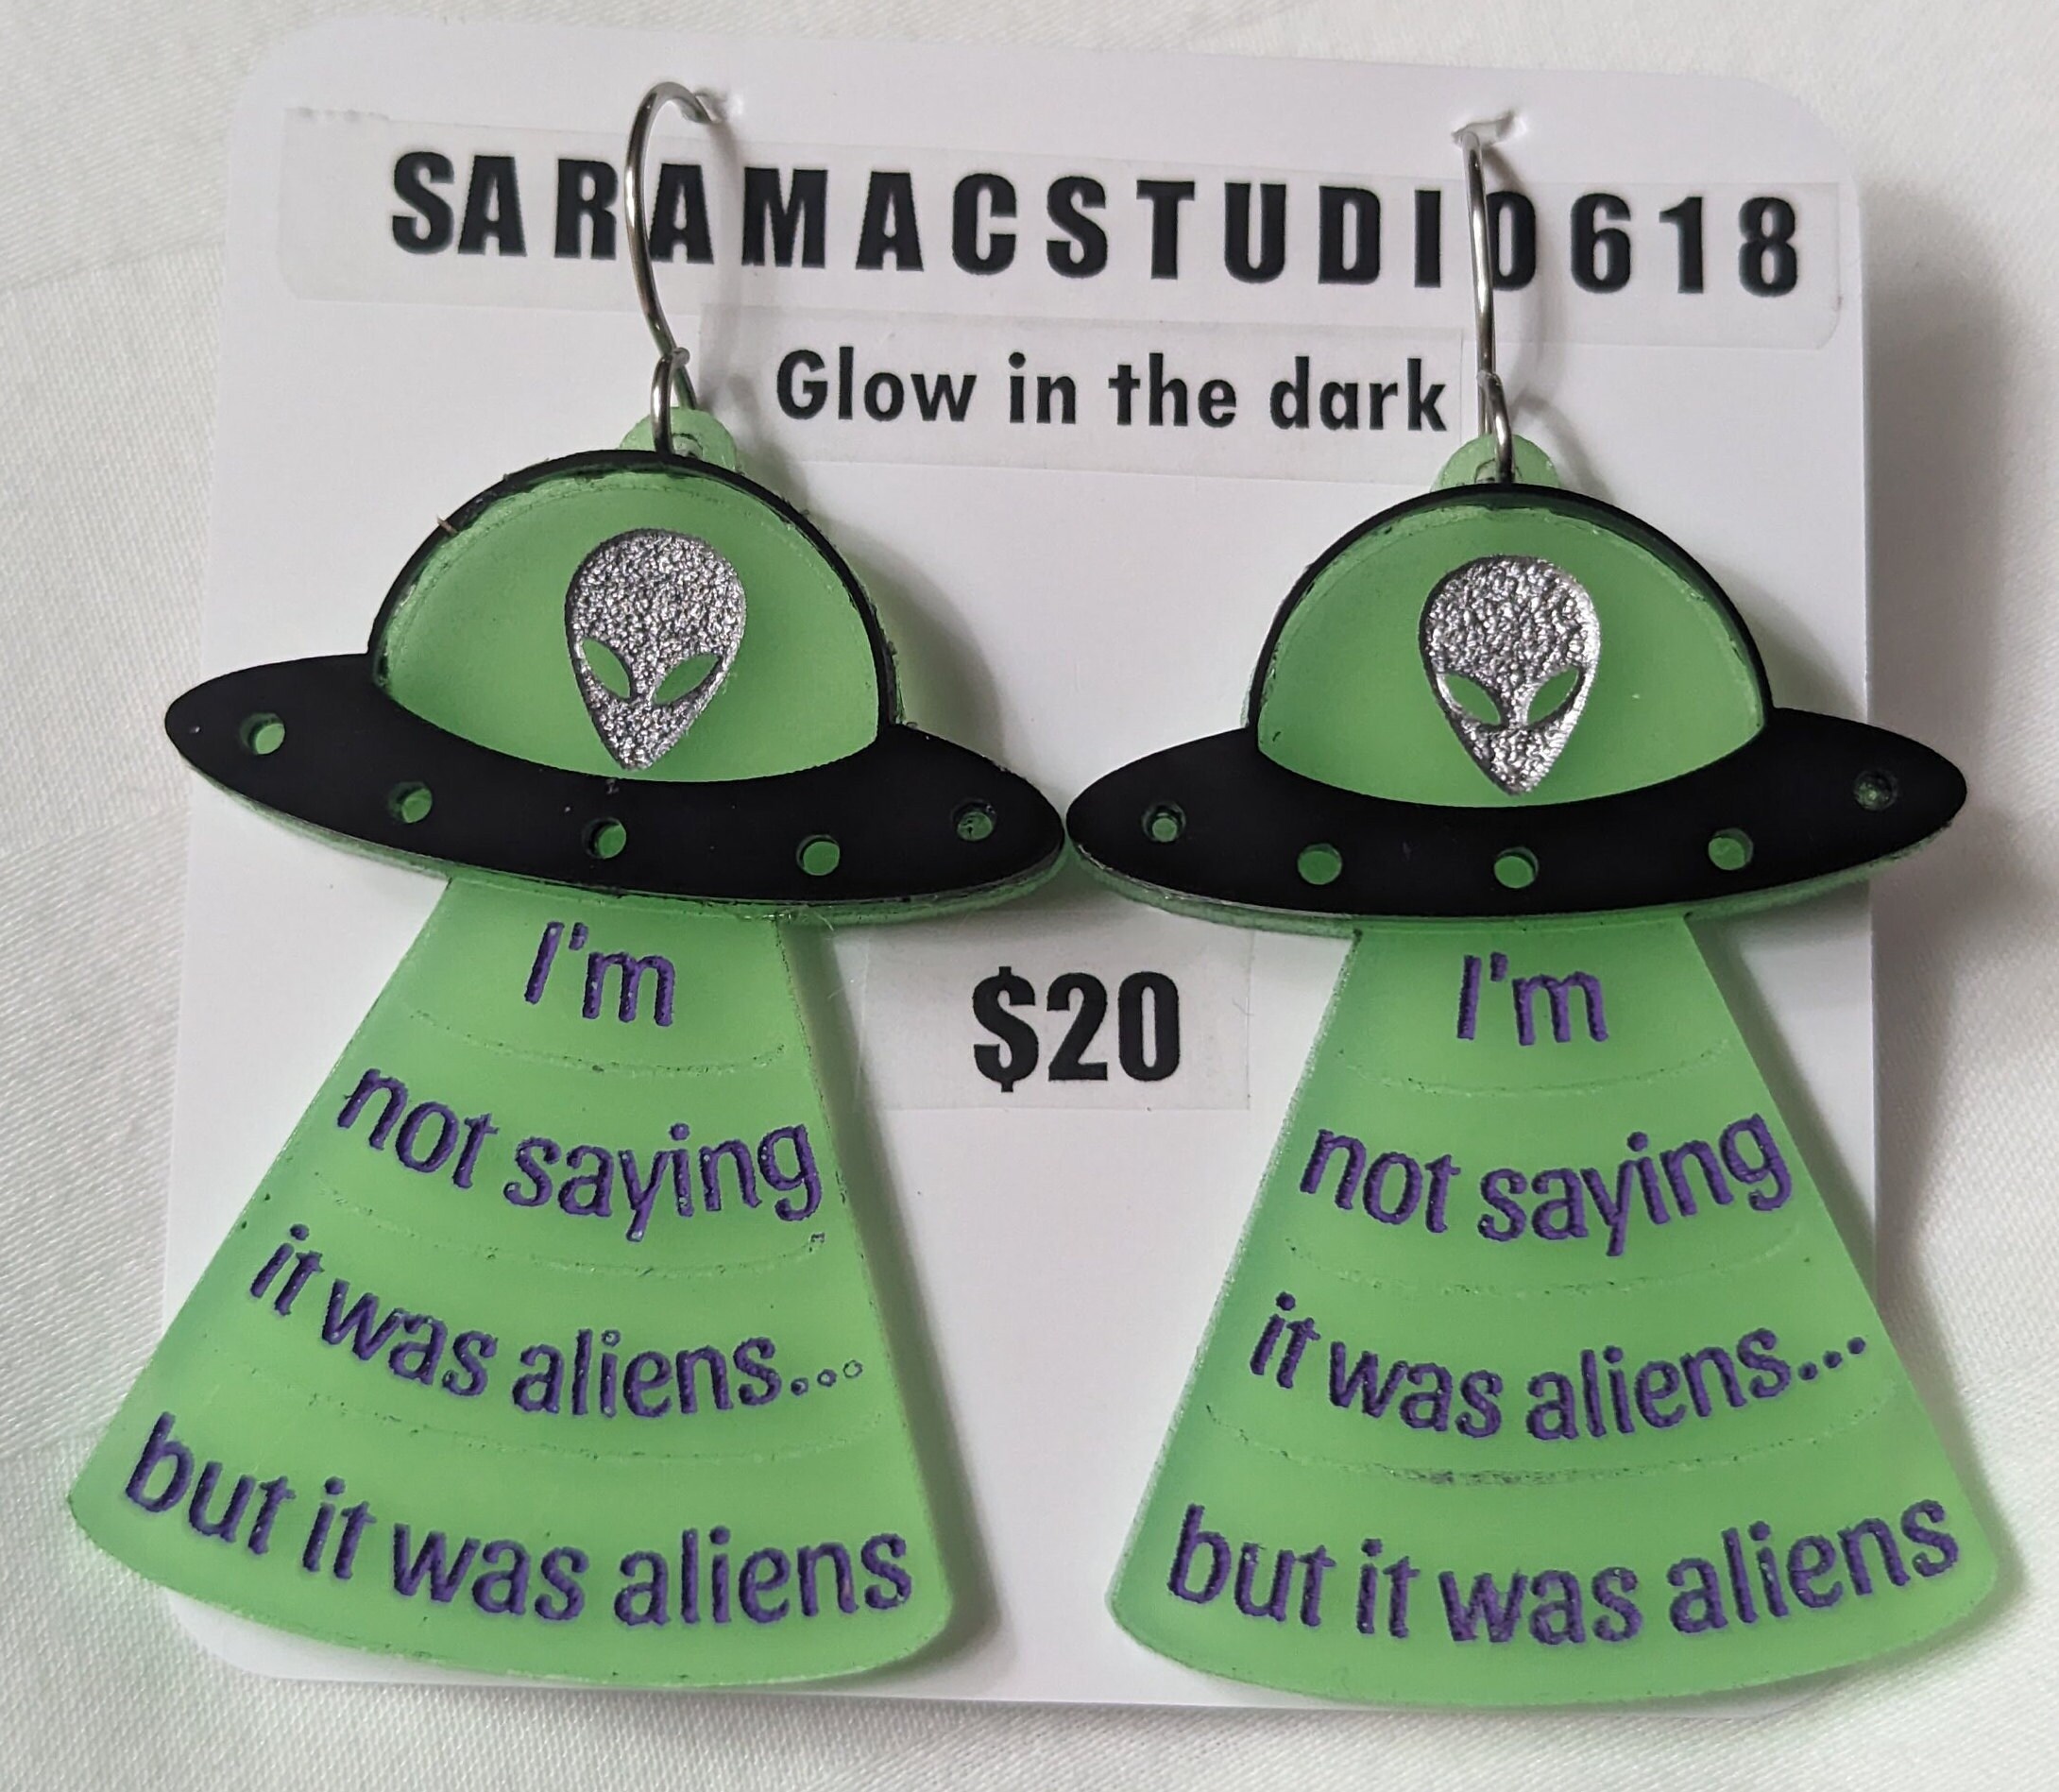 SARAMACSTUDIO618
Glow in the dark
$20
I'm
not saying
it was aliens...
but it was aliens
I'm
not saying
it was aliens...
but it was aliens